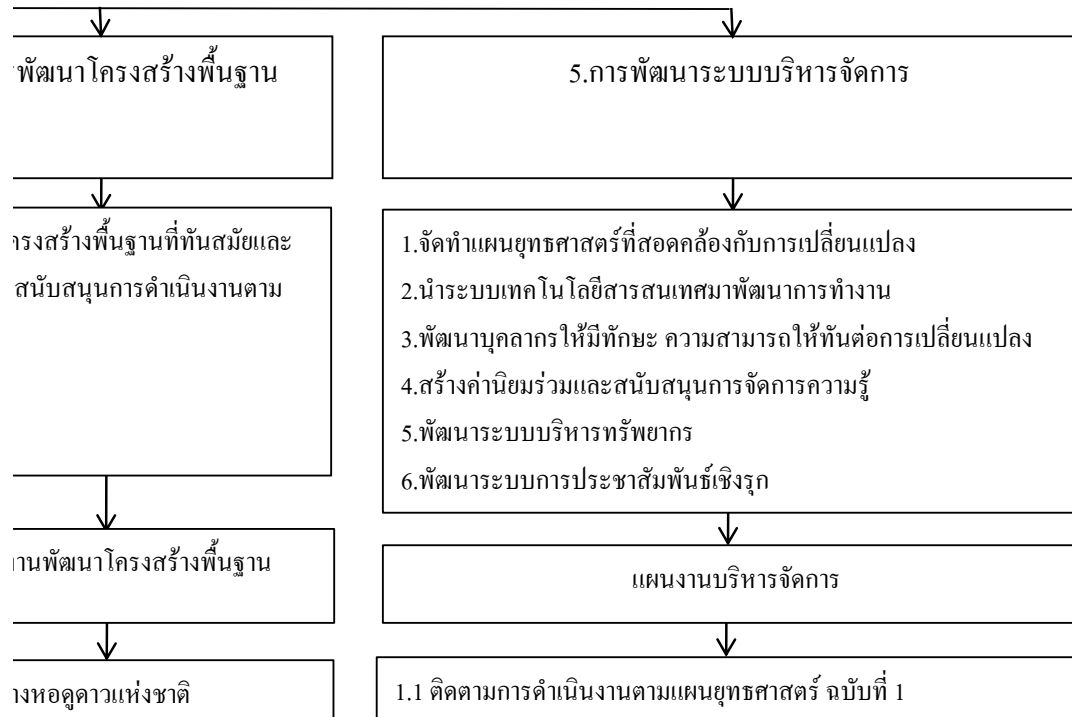 พัฒนาโครงสร้างพื้นฐาน
5.การพัฒนาระบบบริหารจัดการ
ครงสร้างพื้นฐานที่ทันสมัยและ
สนับสนุนการดำเนินงานตาม
1.จัดทำแผนยุทธศาสตร์ที่สอดคล้องกับการเปลี่ยนแปลง
2.นำระบบเทคโนโลยีสารสนเทศมาพัฒนาการทำงาน
3.พัฒนาบุคลากรให้มีทักษะ ความสามารถให้ทันต่อการเปลี่ยนแปลง
4.สร้างค่านิยมร่วมและสนับสนุนการจัดการความรู้
5.พัฒนาระบบบริหารทรัพยากร
6.พัฒนาระบบการประชาสัมพันธ์เชิงรุก
านพัฒนาโครงสร้างพื้นฐาน
แผนงานบริหารจัดการ
างหอดูดาวแห่งชาติ
1.1 ติดตามการดำเนินงานตามแผนยุทธศาสตร์ ฉบับที่ 1